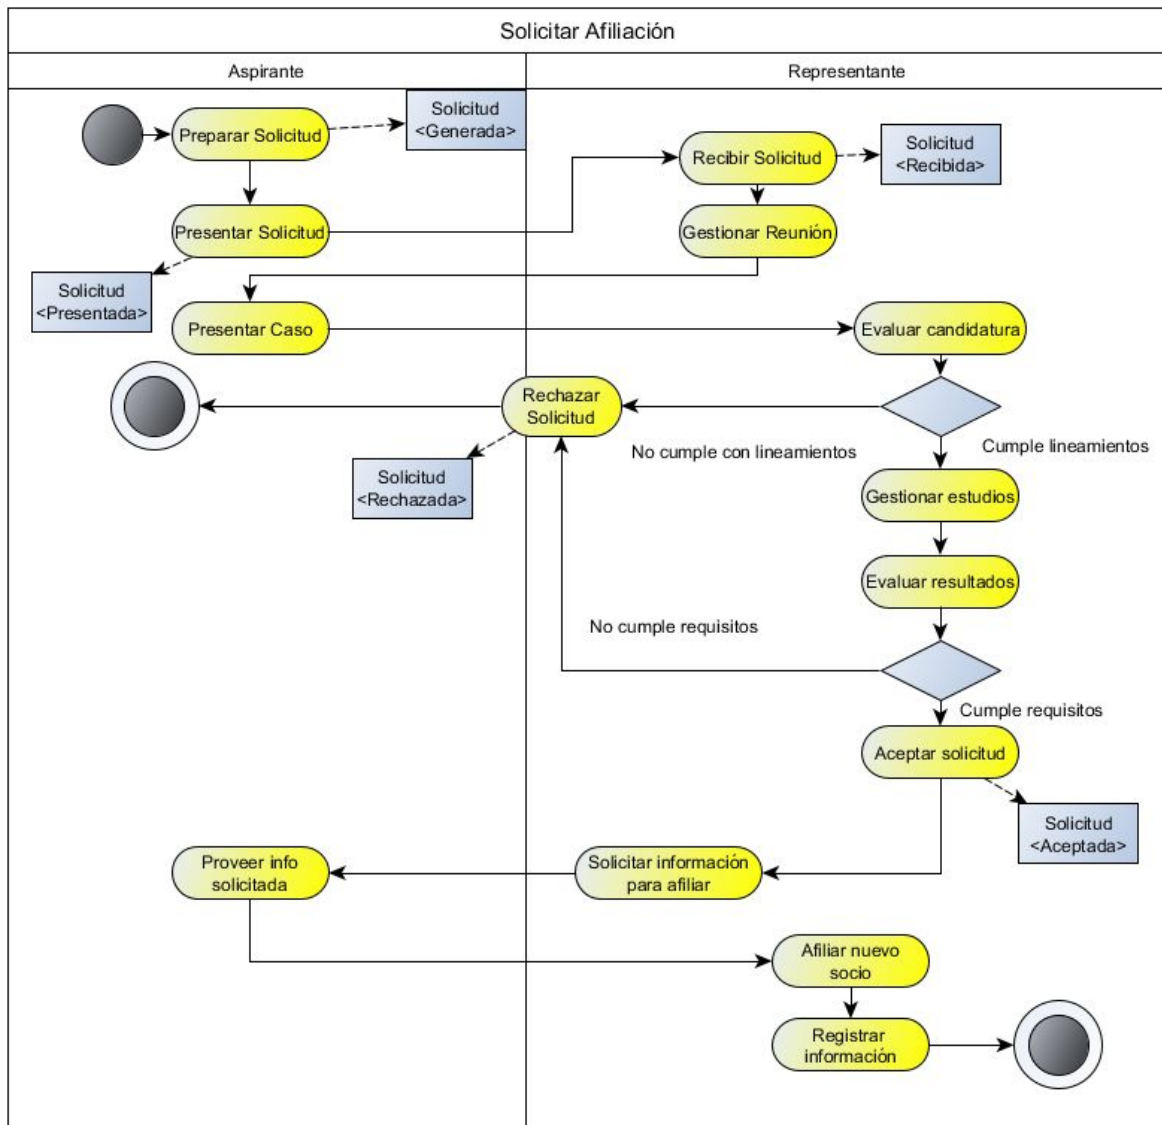 Solicitar Afiliación
Aspirante
Representante
Preparar Solicitud
Solicitud
<Generada>
Recibir Solicitud
Solicitud
<Recibida>
Presentar Solicitud
Gestionar Reunión
Solicitud
<Presentada>
Presentar Caso
Evaluar candidatura
Rechazar
Solicitud
No cumple con lineamientos
Cumple lineamientos
Solicitud
<Rechazada>
Gestionar estudios
Evaluar resultados
No cumple requisitos
Cumple requisitos
Aceptar solicitud
Solicitud
<Aceptada>
Proveer info
solicitada
Solicitar información
para afiliar
Afiliar nuevo
socio
Registrar
información